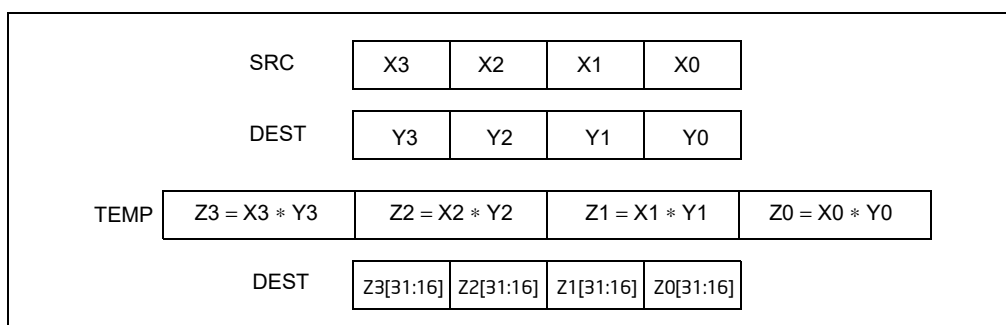 SRC X3 X2 X1 X0
DEST Y3 Y2 Y1 Y0
TEMP Z3 = X3 ∗ Y3 Z2 = X2 ∗ Y2 Z1 = X1 ∗ Y1 Z0 = X0 ∗ Y0
DEST Z3[31:16] Z2[31:16] Z1[31:16] Z0[31:16]